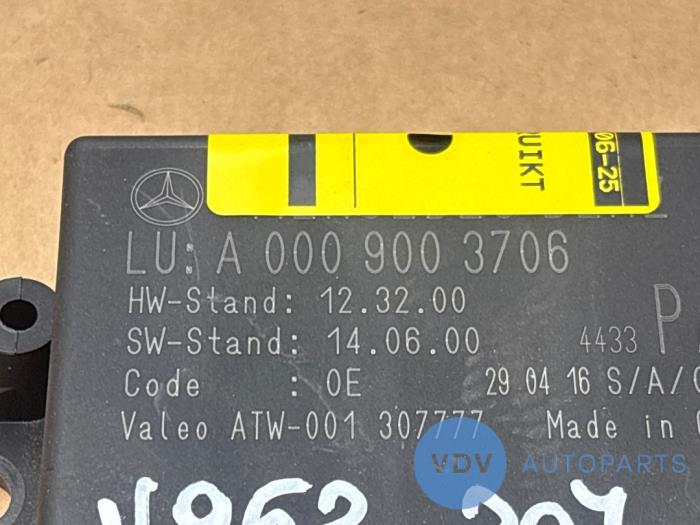 UIKT
06-25
LU: A 000 900 3706
HW-Stand: 12.32.00
SW-Stand: 14.06.00
4433 P
Code : 0E
29 04 16 S/A/
Valeo ATW-001 307777
Made in
VDV AUTOPARTS